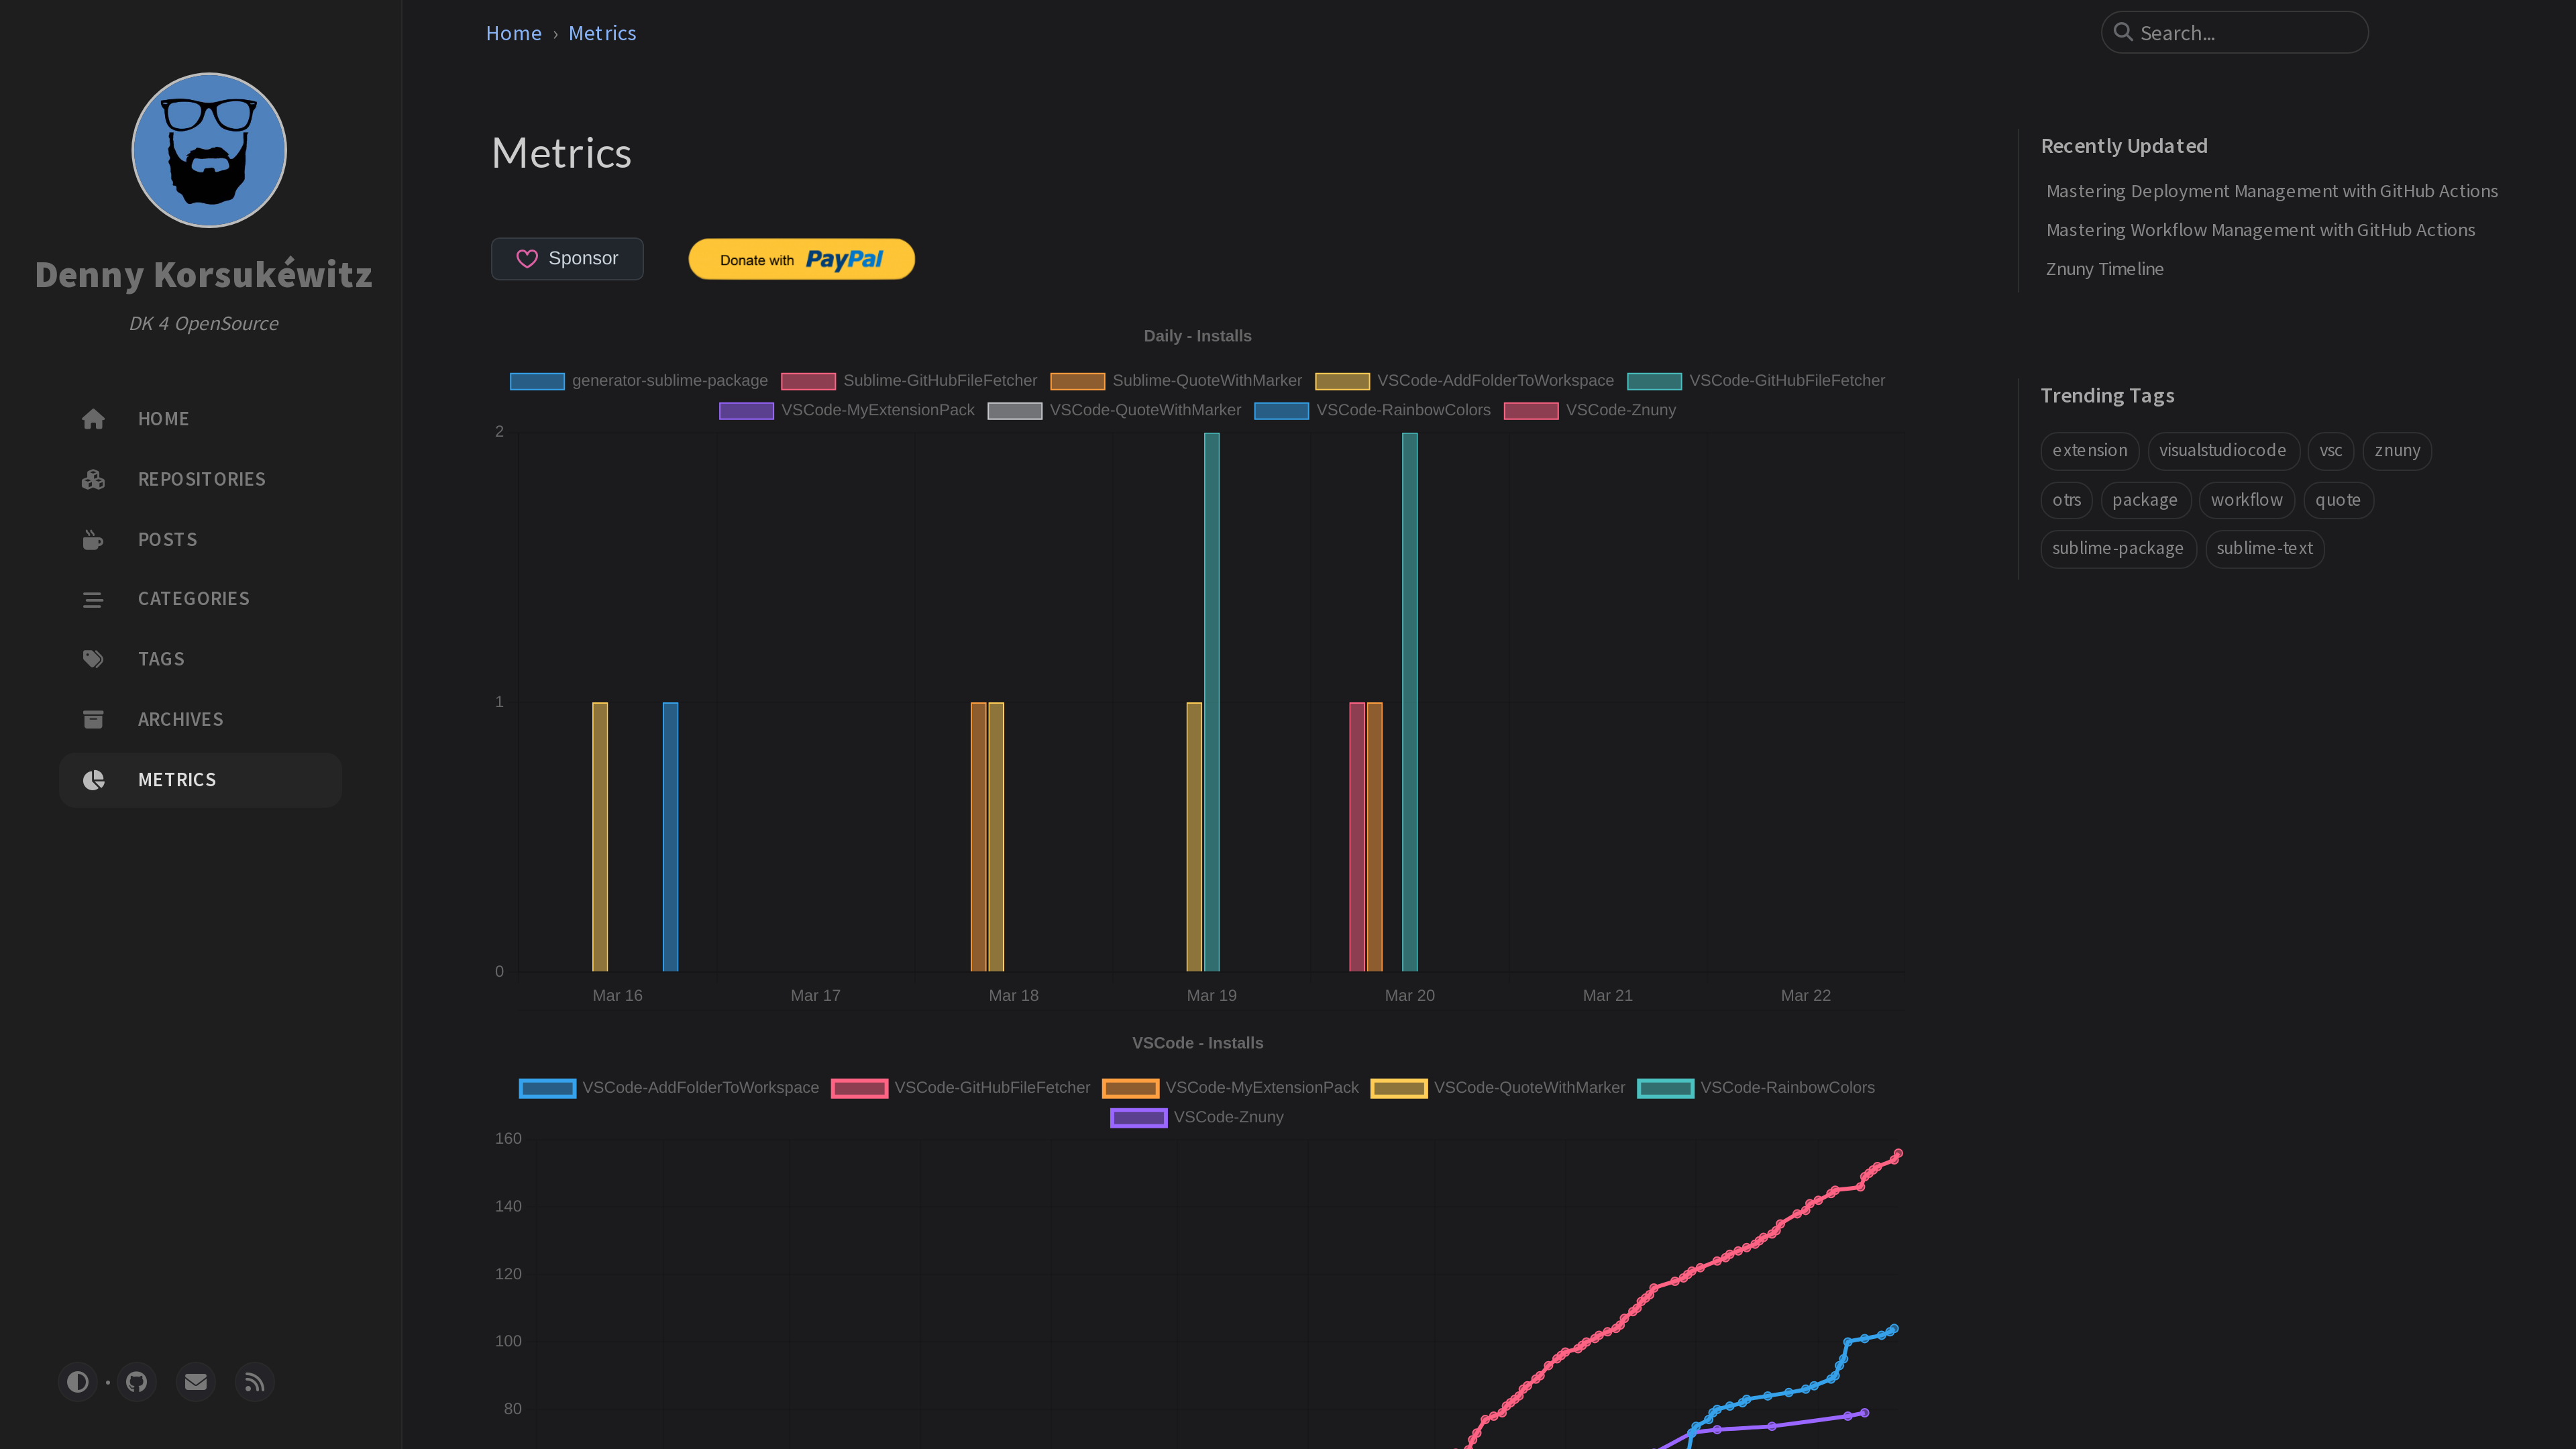 Denny Korsukéwitz
DK 4 OpenSource
HOME
REPOSITORIES
POSTS
CATEGORIES
TAGS
ARCHIVES
METRICS
Home › Metrics
Search...
Metrics
Sponsor
Donate with PayPal
Daily - Installs
generator-sublime-package Sublime-GitHubFileFetcher Sublime-QuoteWithMarker VSCode-AddFolderToWorkspace VSCode-GitHubFileFetcher
VSCode-MyExtensionPack VSCode-QuoteWithMarker VSCode-RainbowColors VSCode-Znuny
2
1
0
Mar 16 Mar 17 Mar 18 Mar 19 Mar 20 Mar 21 Mar 22
VSCode - Installs
VSCode-AddFolderToWorkspace VSCode-GitHubFileFetcher VSCode-MyExtensionPack VSCode-QuoteWithMarker VSCode-RainbowColors
VSCode-Znuny
160
140
120
100
80
Recently Updated
Mastering Deployment Management with GitHub Actions
Mastering Workflow Management with GitHub Actions
Znuny Timeline
Trending Tags
extension visualstudiocode vsc znuny
otrs package workflow quote
sublime-package sublime-text